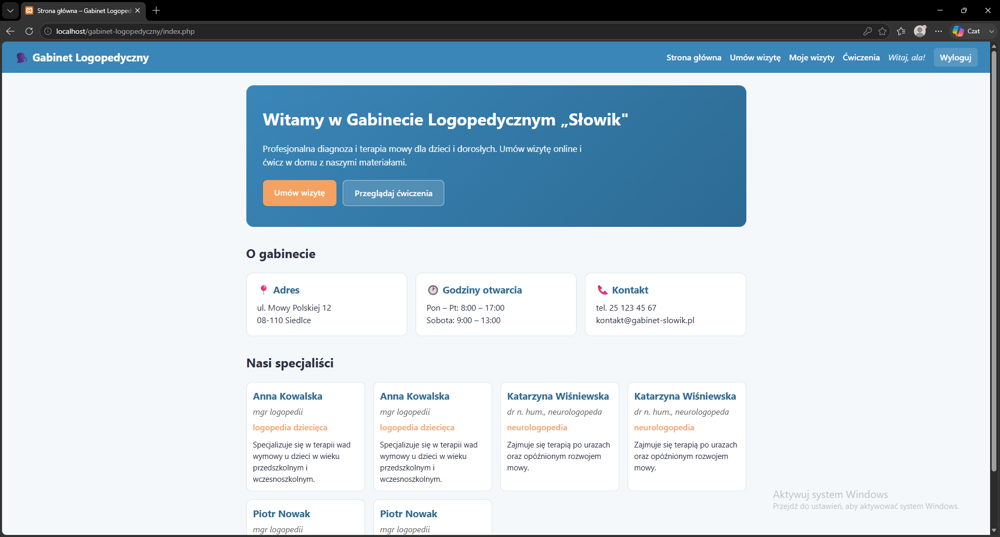 Strona główna – Gabinet Logoped
localhost/gabinet-logopedyczny/index.php
Czat
Gabinet Logopedyczny
Strona główna
Umów wizytę
Moje wizyty
Ćwiczenia
Witaj, ala!
Wyloguj
Witamy w Gabinecie Logopedycznym „Słowik"
Profesjonalna diagnoza i terapia mowy dla dzieci i dorosłych. Umów wizytę online i
ćwicz w domu z naszymi materiałami.
Umów wizytę
Przeglądaj ćwiczenia
O gabinecie
Adres
ul. Mowy Polskiej 12
08-110 Siedlce
Godziny otwarcia
Pon – Pt: 8:00 – 17:00
Sobota: 9:00 – 13:00
Kontakt
tel. 25 123 45 67
kontakt@gabinet-slowik.pl
Nasi specjaliści
Anna Kowalska
mgr logopedii
logopedia dziecięca
Specjalizuje się w terapii wad
wymowy u dzieci w wieku
przedszkolnym i
wczesnoszkolnym.
Anna Kowalska
mgr logopedii
logopedia dziecięca
Specjalizuje się w terapii wad
wymowy u dzieci w wieku
przedszkolnym i
wczesnoszkolnym.
Katarzyna Wiśniewska
dr n. hum., neurologopeda
neurologopedia
Zajmuje się terapią po urazach
oraz opóźnionym rozwojem
mowy.
Katarzyna Wiśniewska
dr n. hum., neurologopeda
neurologopedia
Zajmuje się terapią po urazach
oraz opóźnionym rozwojem
mowy.
Piotr Nowak
mgr logopedii
Piotr Nowak
mgr logopedii
Aktywuj system Windows
Przejdź do ustawień, aby aktywować system Windows.